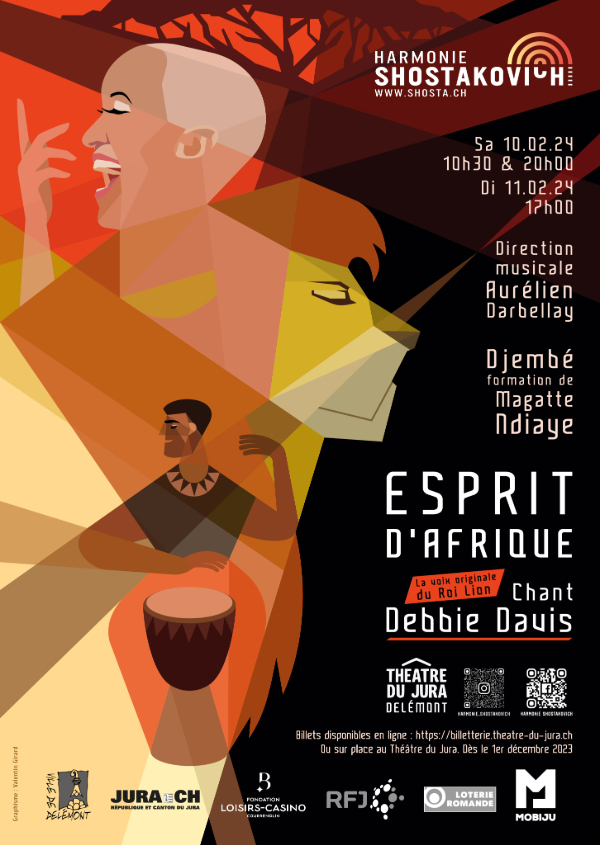 HARMONIE
SHOSTAKOVICH
WWW.SHOSTA.CH
Sa 10.02.24
10h30 & 20h00
Di 11.02.24
17h00
Direction
musicale
Aurélien
Darbellay
Djembé
formation de
Magatte
Ndiaye
ESPRIT
D'AFRIQUE
La voix originale
du Roi Lion
Chant
Debbie Davis
THEATRE
DU JURA
DELÉMONT
HARMONIE_SHOSTAKOVICH
HARMONIE SHOSTAKOVICH
Billets disponibles en ligne : https://billetterie.theatre-du-jura.ch
Ou sur place au Théâtre du Jura. Dès le 1er décembre 2023
Graphisme : Valentin Girard
VILLE DE
DELÉMONT
JURA CH
RÉPUBLIQUE ET CANTON DU JURA
B
FONDATION
LOISIRS-CASINO
COURRENDLIN
RFJ
LOTERIE
ROMANDE
M
MOBIJU